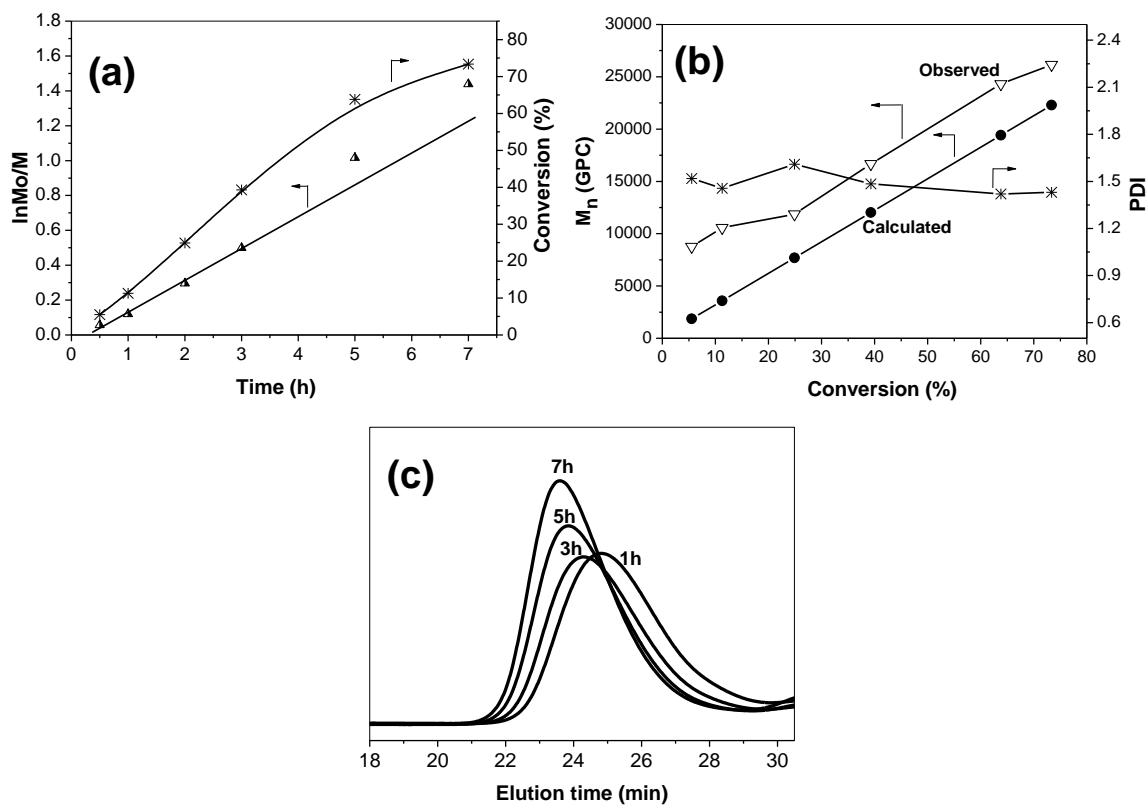 (a)
1.8
1.6
1.4
1.2
1.0
0.8
0.6
0.4
0.2
0.0
lnMo/M
0 1 2 3 4 5 6 7
Time (h)
80
70
60
50
40
30
20
10
0
Conversion (%)
(b)
30000
25000
20000
15000
10000
5000
0
Mn (GPC)
Observed
Calculated
0 10 20 30 40 50 60 70 80
Conversion (%)
2.4
2.1
1.8
1.5
1.2
0.9
0.6
PDI
(c)
7h
5h
3h
1h
18 20 22 24 26 28 30
Elution time (min)